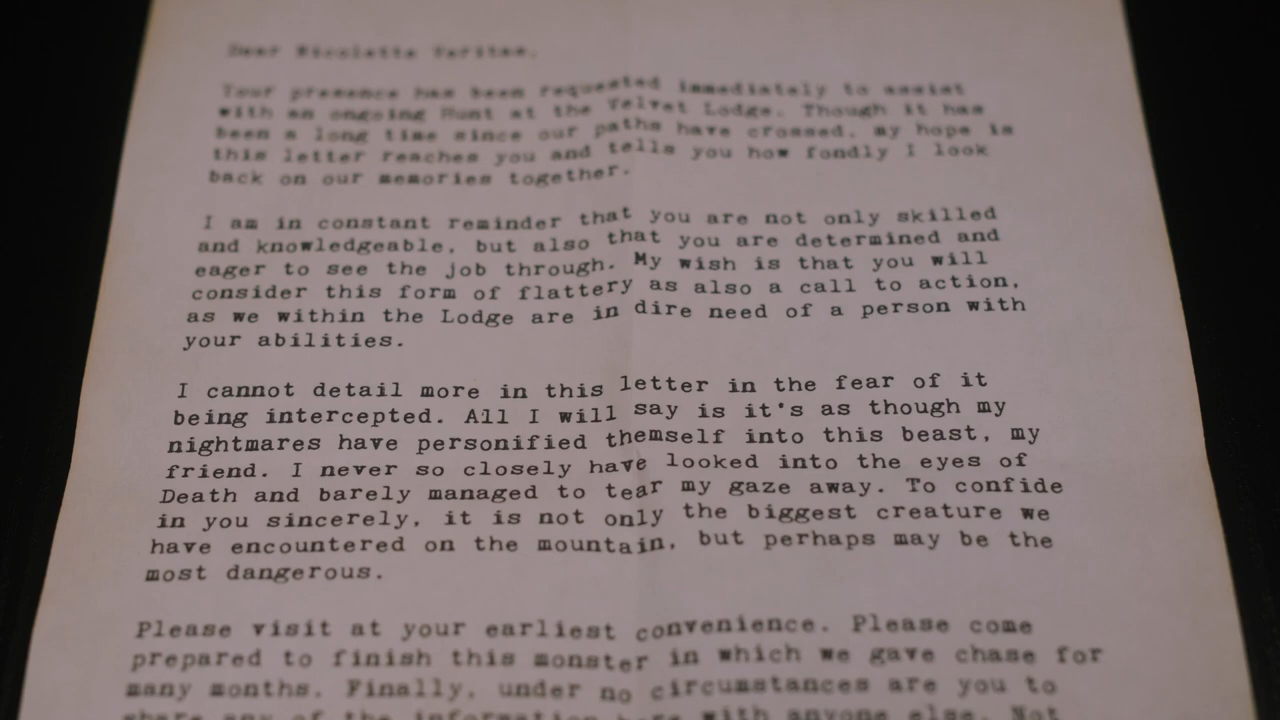 Dear Nicolette Veritas,
Your presence has been requested immediately to assist
with an ongoing Hunt at the Velvet Lodge. Though it has
been a long time since our paths have crossed, my hope is
this letter reaches you and tells you how fondly I look
back on our memories together.
I am in constant reminder that you are not only skilled
and knowledgeable, but also that you are determined and
eager to see the job through. My wish is that you will
consider this form of flattery as also a call to action,
as we within the Lodge are in dire need of a person with
your abilities.
I cannot detail more in this letter in the fear of it
being intercepted. All I will say is it's as though my
nightmares have personified themself into this beast, my
friend. I never so closely have looked into the eyes of
Death and barely managed to tear my gaze away. To confide
in you sincerely, it is not only the biggest creature we
have encountered on the mountain, but perhaps may be the
most dangerous.
Please visit at your earliest convenience. Please come
prepared to finish this monster in which we gave chase for
many months. Finally, under no circumstances are you to
share any of the information here with anyone else. Not